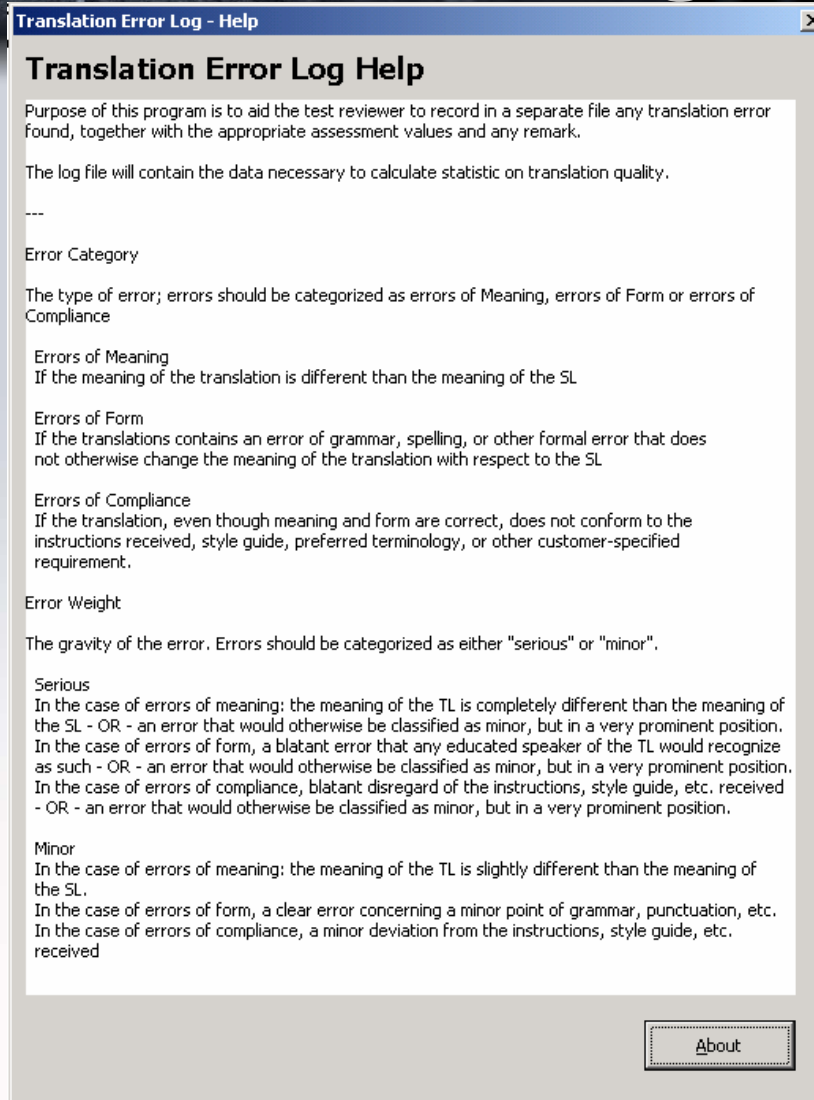 Translation Error Log - Help
Translation Error Log Help
Purpose of this program is to aid the test reviewer to record in a separate file any translation error
found, together with the appropriate assessment values and any remark.
The log file will contain the data necessary to calculate statistic on translation quality.
---
Error Category
The type of error; errors should be categorized as errors of Meaning, errors of Form or errors of
Compliance
Errors of Meaning
If the meaning of the translation is different than the meaning of the SL
Errors of Form
If the translations contains an error of grammar, spelling, or other formal error that does
not otherwise change the meaning of the translation with respect to the SL
Errors of Compliance
If the translation, even though meaning and form are correct, does not conform to the
instructions received, style guide, preferred terminology, or other customer-specified
requirement.
Error Weight
The gravity of the error. Errors should be categorized as either "serious" or "minor".
Serious
In the case of errors of meaning: the meaning of the TL is completely different than the meaning of
the SL - OR - an error that would otherwise be classified as minor, but in a very prominent position.
In the case of errors of form, a blatant error that any educated speaker of the TL would recognize
as such - OR - an error that would otherwise be classified as minor, but in a very prominent position.
In the case of errors of compliance, blatant disregard of the instructions, style guide, etc. received
- OR - an error that would otherwise be classified as minor, but in a very prominent position.
Minor
In the case of errors of meaning: the meaning of the TL is slightly different than the meaning of
the SL.
In the case of errors of form, a clear error concerning a minor point of grammar, punctuation, etc.
In the case of errors of compliance, a minor deviation from the instructions, style guide, etc.
received
About